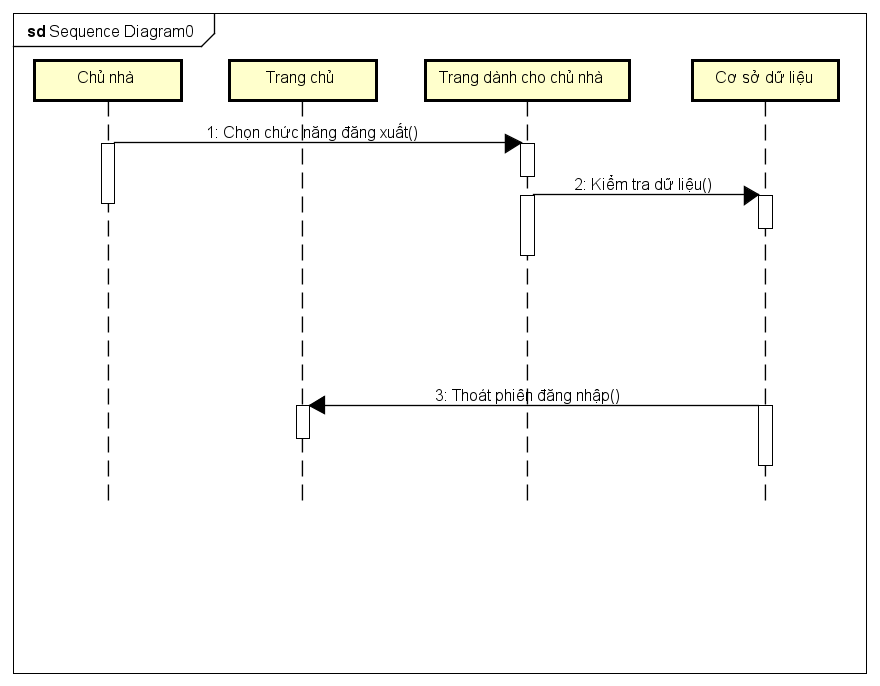 sd Sequence Diagram0
Chủ nhà
Trang chủ
Trang dành cho chủ nhà
Cơ sở dữ liệu
1: Chọn chức năng đăng xuất()
2: Kiểm tra dữ liệu()
3: Thoát phiên đăng nhập()